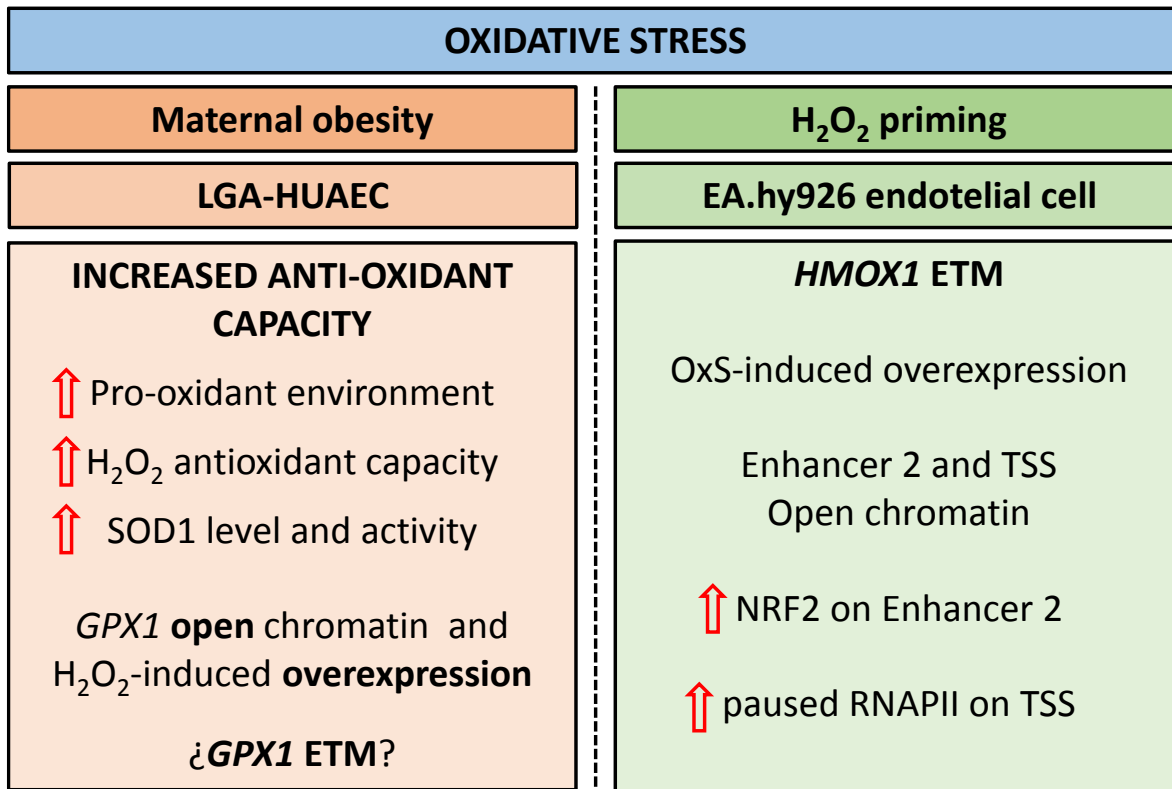 OXIDATIVE STRESS
Maternal obesity
LGA-HUAEC
INCREASED ANTI-OXIDANT
CAPACITY
⇧ Pro-oxidant environment
⇧ H₂O₂ antioxidant capacity
⇧ SOD1 level and activity
GPX1 open chromatin and
H₂O₂-induced overexpression
¿GPX1 ETM?
H₂O₂ priming
EA.hy926 endotelial cell
HMOX1 ETM
OxS-induced overexpression
Enhancer 2 and TSS
Open chromatin
⇧ NRF2 on Enhancer 2
⇧ paused RNAPII on TSS